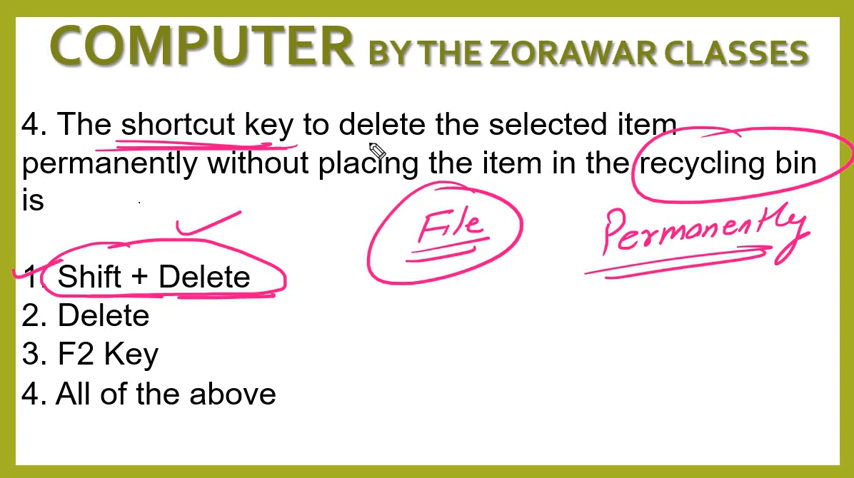 COMPUTER BY THE ZORAWAR CLASSES
4. The shortcut key to delete the selected item
permanently without placing the item in the recycling bin
is
File
Permanently
1. Shift + Delete
2. Delete
3. F2 Key
4. All of the above